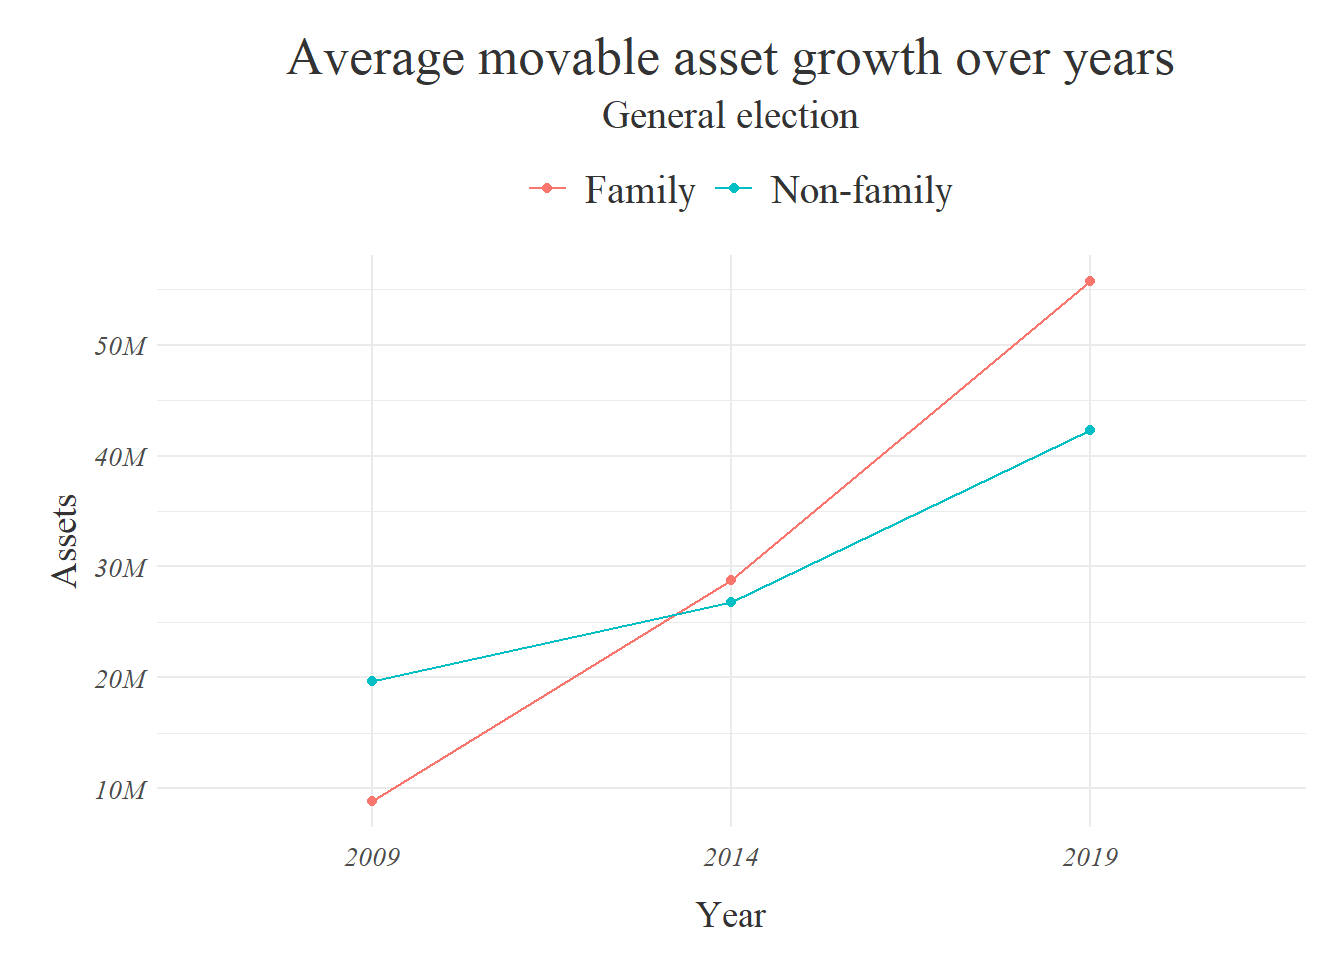 Average movable asset growth over years
General election
Family Non-family
50M
40M
30M
20M
10M
Assets
2009 2014 2019
Year